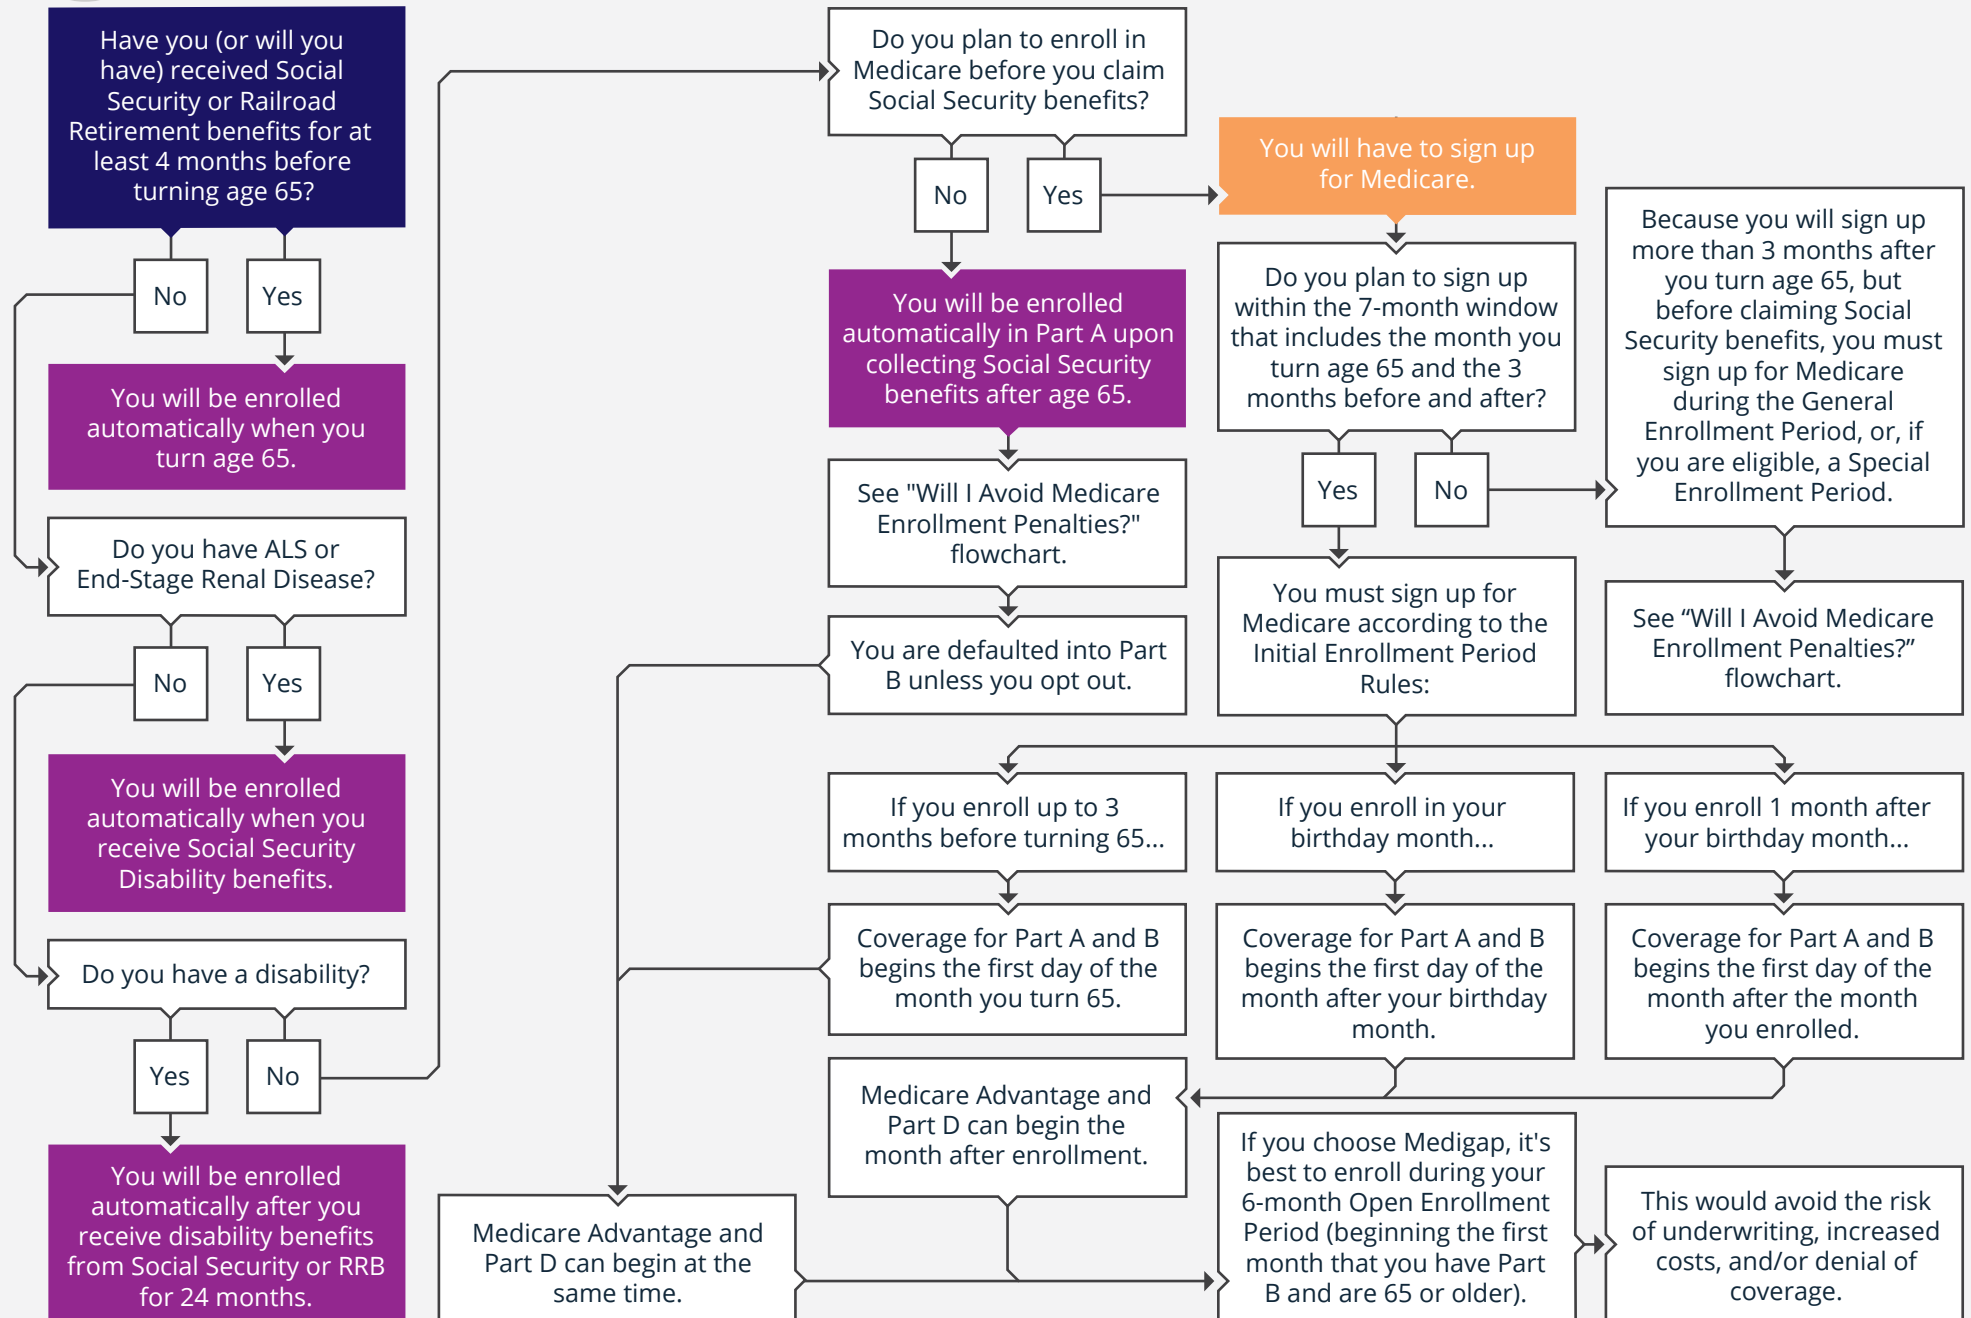 Have you (or will you
have) received Social
Security or Railroad
Retirement benefits for at
least 4 months before
turning age 65?
No
Yes
You will be enrolled
automatically when you
turn age 65.
Do you have ALS or
End-Stage Renal Disease?
No
Yes
You will be enrolled
automatically when you
receive Social Security
Disability benefits.
Do you have a disability?
Yes
No
You will be enrolled
automatically after you
receive disability benefits
from Social Security or RRB
for 24 months.
Do you plan to enroll in
Medicare before you claim
Social Security benefits?
No
Yes
You will be enrolled
automatically in Part A upon
collecting Social Security
benefits after age 65.
See "Will I Avoid Medicare
Enrollment Penalties?"
flowchart.
You are defaulted into Part
B unless you opt out.
You will have to sign up
for Medicare.
Do you plan to sign up
within the 7-month window
that includes the month you
turn age 65 and the 3
months before and after?
Yes
No
Because you will sign up
more than 3 months after
you turn age 65, but
before claiming Social
Security benefits, you must
sign up for Medicare
during the General
Enrollment Period, or, if
you are eligible, a Special
Enrollment Period.
See “Will I Avoid Medicare
Enrollment Penalties?”
flowchart.
You must sign up for
Medicare according to the
Initial Enrollment Period
Rules:
If you enroll up to 3
months before turning 65...
If you enroll in your
birthday month...
If you enroll 1 month after
your birthday month...
Coverage for Part A and B
begins the first day of the
month you turn 65.
Coverage for Part A and B
begins the first day of the
month after your birthday
month.
Coverage for Part A and B
begins the first day of the
month after the month
you enrolled.
Medicare Advantage and
Part D can begin the
month after enrollment.
Medicare Advantage and
Part D can begin at the
same time.
If you choose Medigap, it's
best to enroll during your
6-month Open Enrollment
Period (beginning the first
month that you have Part
B and are 65 or older).
This would avoid the risk
of underwriting, increased
costs, and/or denial of
coverage.